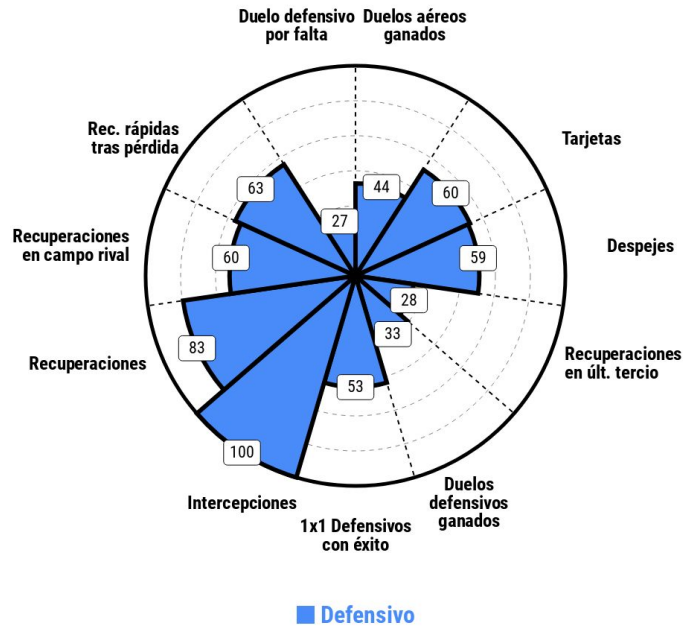 Duelo defensivo
por falta
Duelos aéreos
ganados
Rec. rápidas
tras pérdida
Tarjetas
63
44
60
27
Recuperaciones
en campo rival
60
59
Despejes
28
83
33
53
Recuperaciones
Recuperaciones
en últ. tercio
100
Intercepciones
1x1 Defensivos
con éxito
Duelos
defensivos
ganados
Defensivo